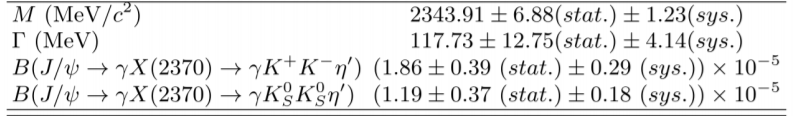 M (MeV/c²) 2343.91 ± 6.88(stat.) ± 1.23(sys.)
Γ (MeV) 117.73 ± 12.75(stat.) ± 4.14(sys.)
B(J/ψ → γX(2370) → γK⁺K⁻η′) (1.86 ± 0.39 (stat.) ± 0.29 (sys.)) × 10⁻⁵
B(J/ψ → γX(2370) → γK_S⁰K_S⁰η′) (1.19 ± 0.37 (stat.) ± 0.18 (sys.)) × 10⁻⁵